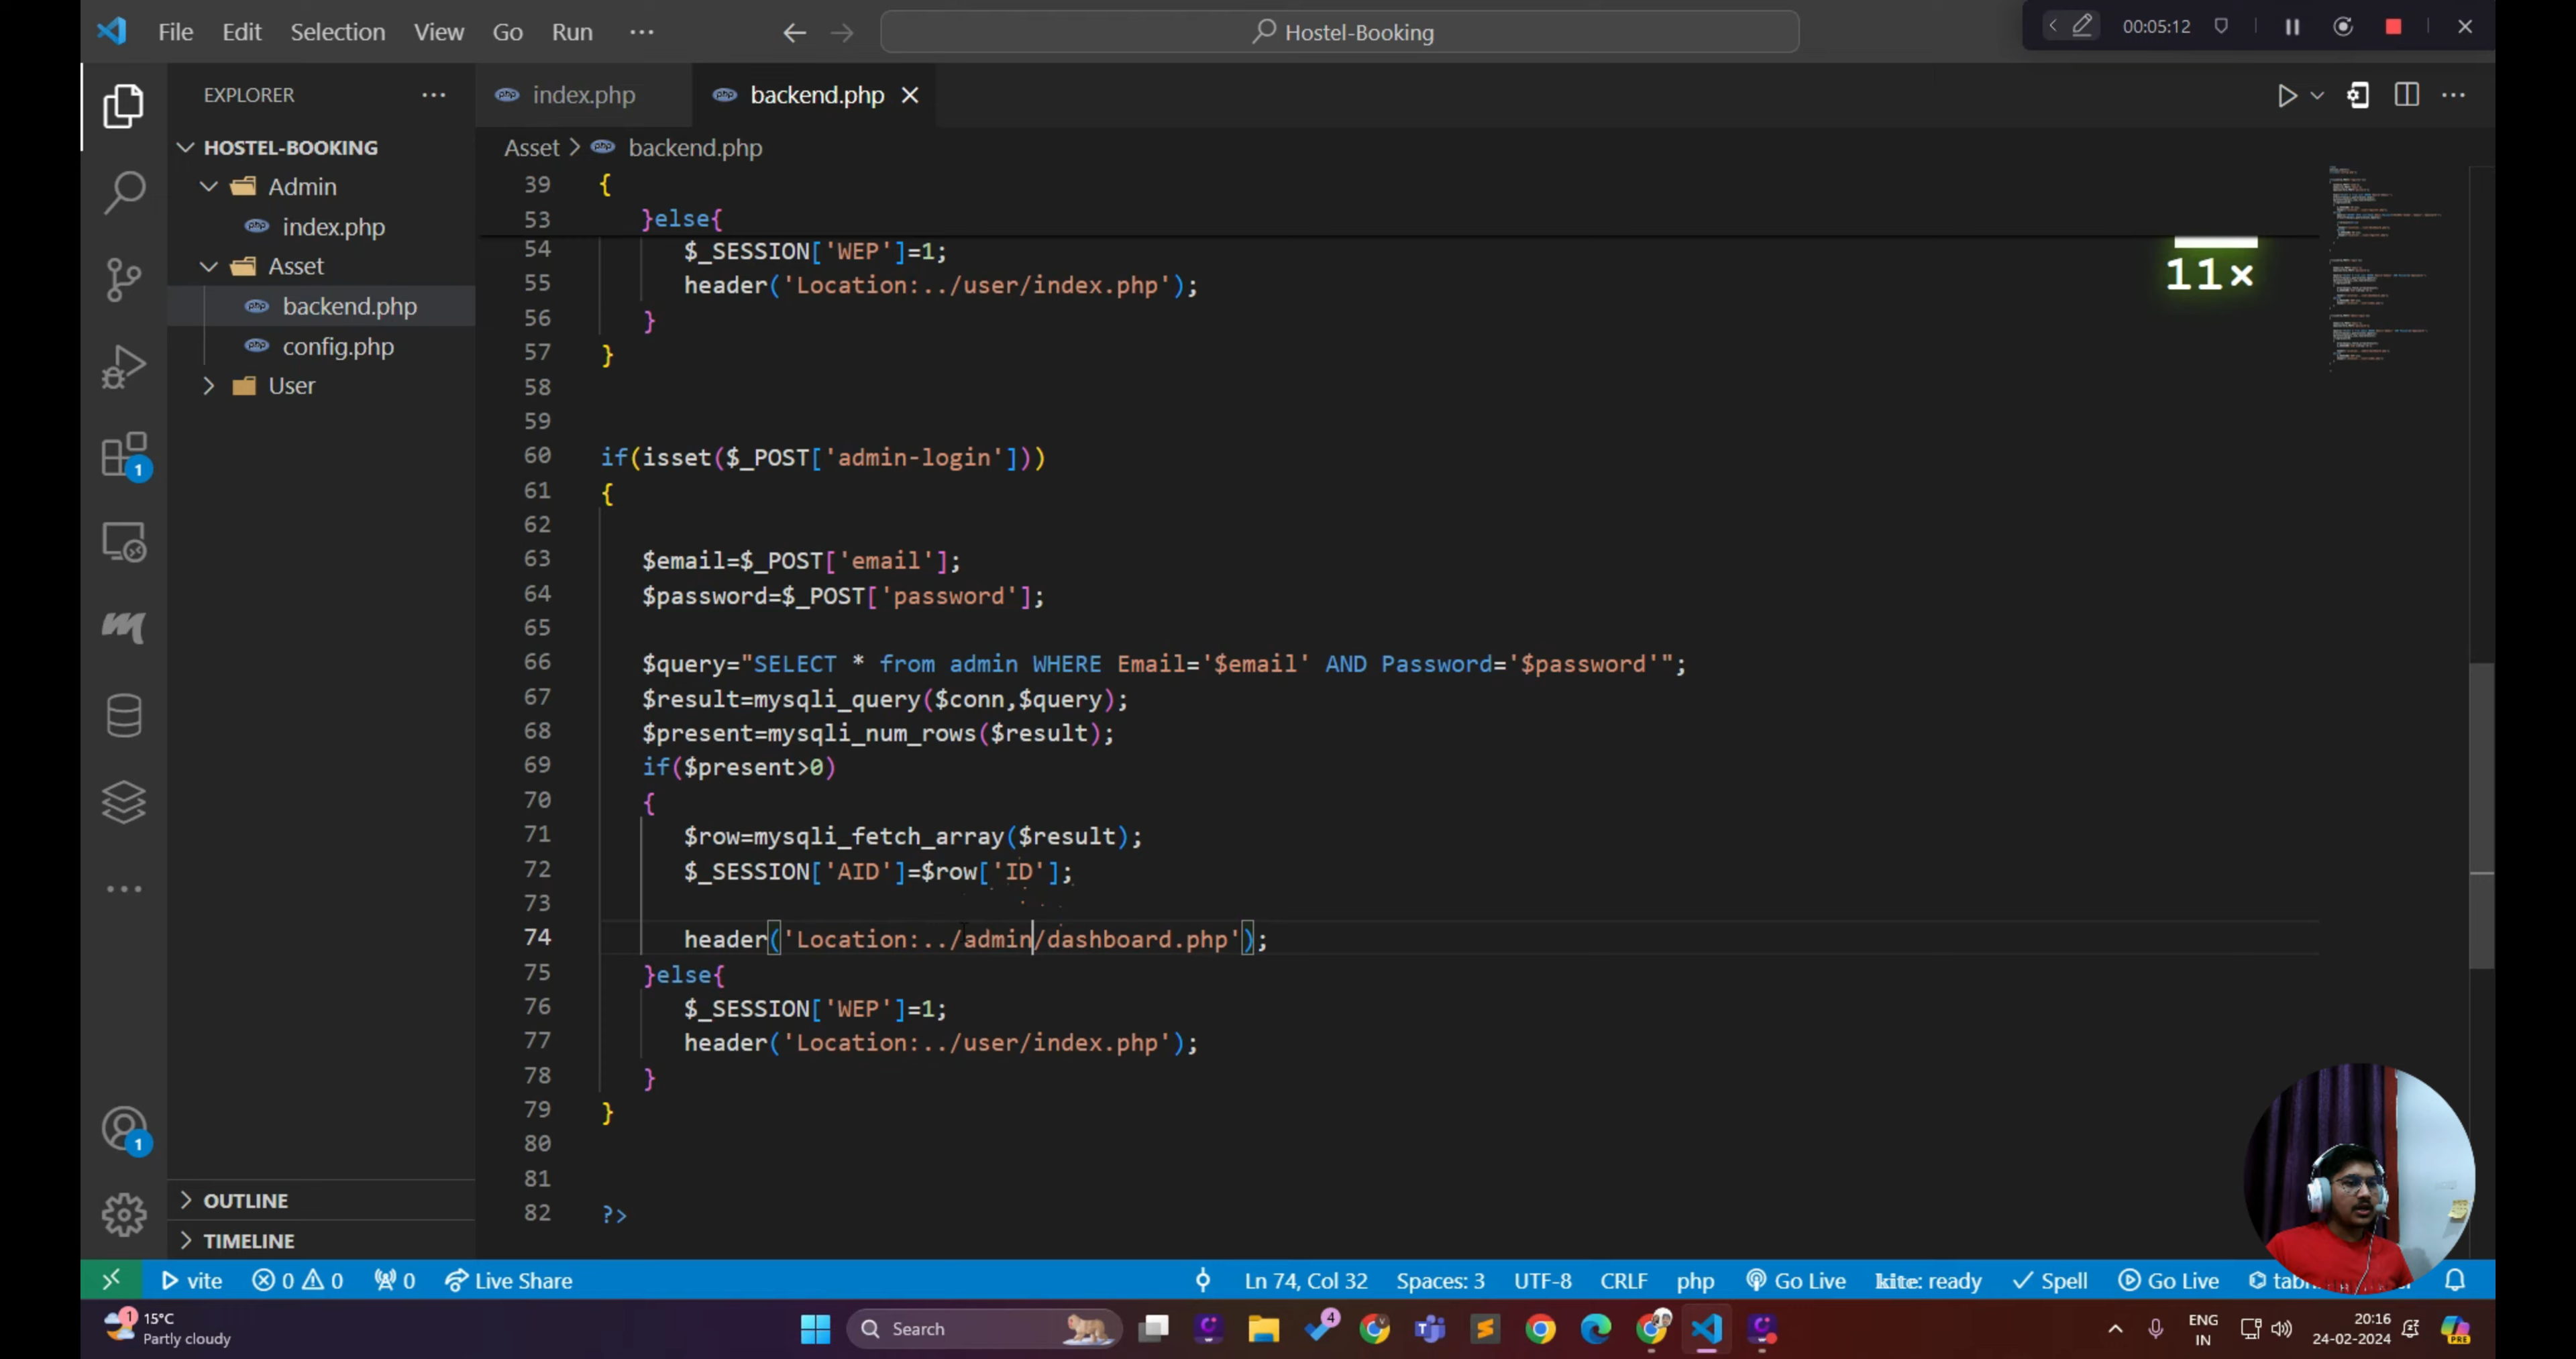 File Edit Selection View Go Run ··· Hostel-Booking 00:05:12
EXPLORER ···
index.php backend.php
HOSTEL-BOOKING
Asset > backend.php
Admin
index.php
Asset
backend.php
config.php
User
39 {
53 }else{
54 $_SESSION['WEP']=1;
55 header('Location:../user/index.php');
56 }
57 }
58
59
60 if(isset($_POST['admin-login']))
61 {
62
63 $email=$_POST['email'];
64 $password=$_POST['password'];
65
66 $query="SELECT * from admin WHERE Email='$email' AND Password='$password'";
67 $result=mysqli_query($conn,$query);
68 $present=mysqli_num_rows($result);
69 if($present>0)
70 {
71 $row=mysqli_fetch_array($result);
72 $_SESSION['AID']=$row['ID'];
73
74 header('Location:../admin/dashboard.php');
75 }else{
76 $_SESSION['WEP']=1;
77 header('Location:../user/index.php');
78 }
79 }
80
81
82 ?>
11×
1
1
OUTLINE
TIMELINE
vite 0 0 0 Live Share Ln 74, Col 32 Spaces: 3 UTF-8 CRLF php Go Live kite: ready Spell Go Live
1 15°C
Partly cloudy
Search
4
ENG
IN
20:16
24-02-2024
PRE